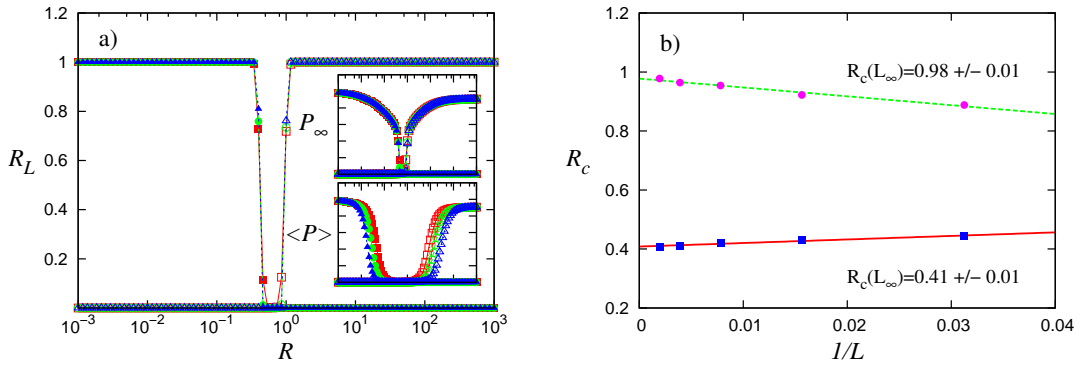 a)
1.2
1
0.8
0.6
0.4
0.2
0
R_L
P_∞
<P>
10^−3 10^−2 10^−1 10^0 10^1 10^2 10^3
R
b)
1.2
1
0.8
0.6
0.4
0.2
R_c
R_c(L_∞)=0.98 +/− 0.01
R_c(L_∞)=0.41 +/− 0.01
0 0.01 0.02 0.03 0.04
1/L